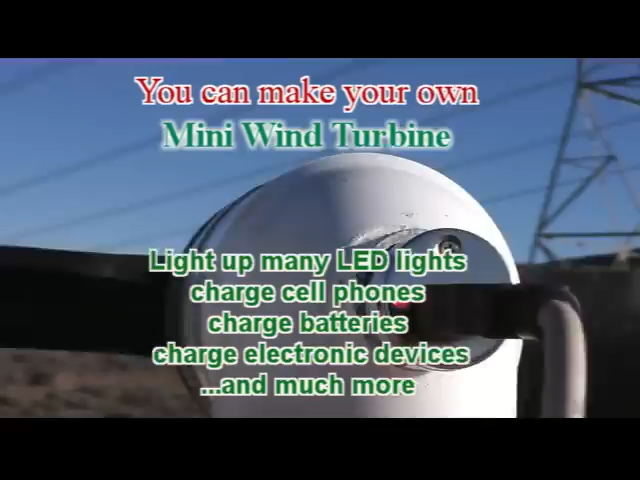 You can make your own
Mini Wind Turbine
Light up many LED lights
charge cell phones
charge batteries
charge electronic devices
...and much more